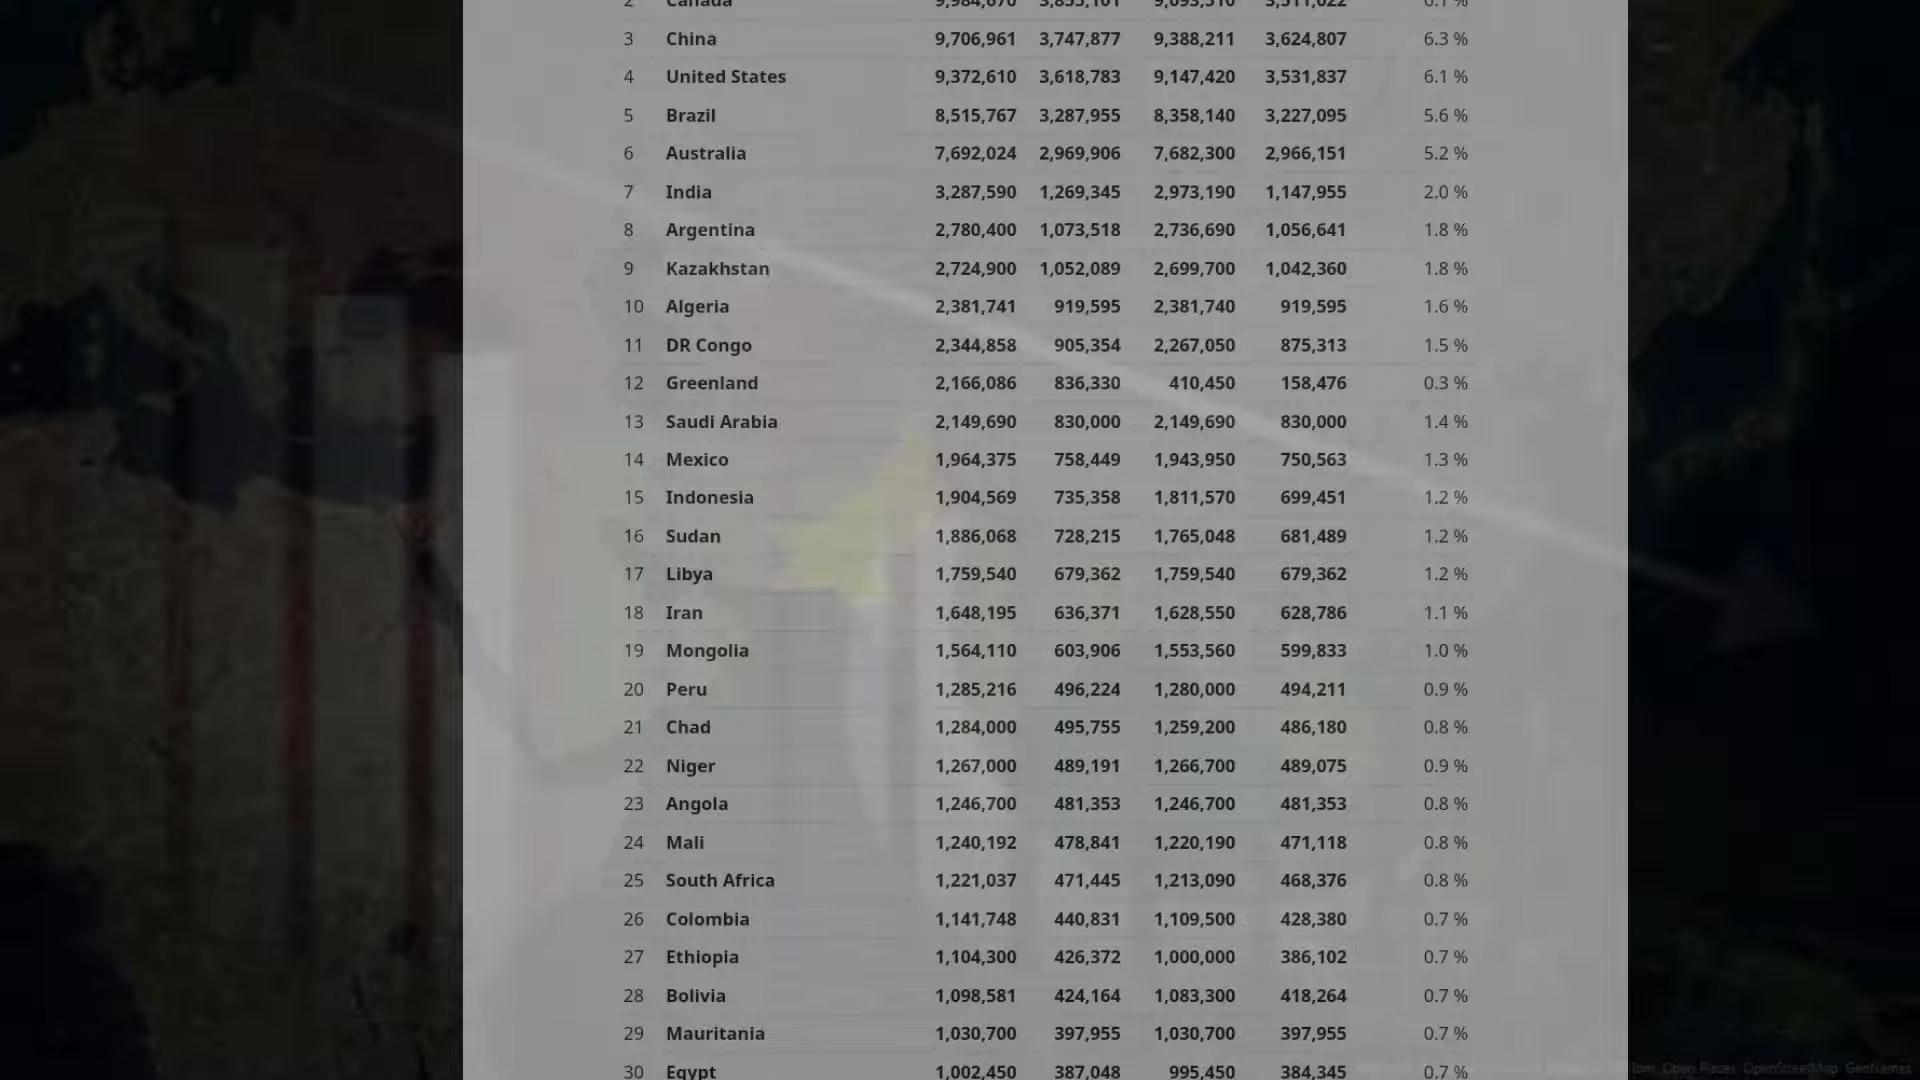 2 Canada 9,984,670 3,855,101 9,093,510 3,511,022 6.1 %
3 China 9,706,961 3,747,877 9,388,211 3,624,807 6.3 %
4 United States 9,372,610 3,618,783 9,147,420 3,531,837 6.1 %
5 Brazil 8,515,767 3,287,955 8,358,140 3,227,095 5.6 %
6 Australia 7,692,024 2,969,906 7,682,300 2,966,151 5.2 %
7 India 3,287,590 1,269,345 2,973,190 1,147,955 2.0 %
8 Argentina 2,780,400 1,073,518 2,736,690 1,056,641 1.8 %
9 Kazakhstan 2,724,900 1,052,089 2,699,700 1,042,360 1.8 %
10 Algeria 2,381,741 919,595 2,381,740 919,595 1.6 %
11 DR Congo 2,344,858 905,354 2,267,050 875,313 1.5 %
12 Greenland 2,166,086 836,330 410,450 158,476 0.3 %
13 Saudi Arabia 2,149,690 830,000 2,149,690 830,000 1.4 %
14 Mexico 1,964,375 758,449 1,943,950 750,563 1.3 %
15 Indonesia 1,904,569 735,358 1,811,570 699,451 1.2 %
16 Sudan 1,886,068 728,215 1,765,048 681,489 1.2 %
17 Libya 1,759,540 679,362 1,759,540 679,362 1.2 %
18 Iran 1,648,195 636,371 1,628,550 628,786 1.1 %
19 Mongolia 1,564,110 603,906 1,553,560 599,833 1.0 %
20 Peru 1,285,216 496,224 1,280,000 494,211 0.9 %
21 Chad 1,284,000 495,755 1,259,200 486,180 0.8 %
22 Niger 1,267,000 489,191 1,266,700 489,075 0.9 %
23 Angola 1,246,700 481,353 1,246,700 481,353 0.8 %
24 Mali 1,240,192 478,841 1,220,190 471,118 0.8 %
25 South Africa 1,221,037 471,445 1,213,090 468,376 0.8 %
26 Colombia 1,141,748 440,831 1,109,500 428,380 0.7 %
27 Ethiopia 1,104,300 426,372 1,000,000 386,102 0.7 %
28 Bolivia 1,098,581 424,164 1,083,300 418,264 0.7 %
29 Mauritania 1,030,700 397,955 1,030,700 397,955 0.7 %
30 Egypt 1,002,450 387,048 995,450 384,345 0.7 %
OpenStreetMap, GeoNames